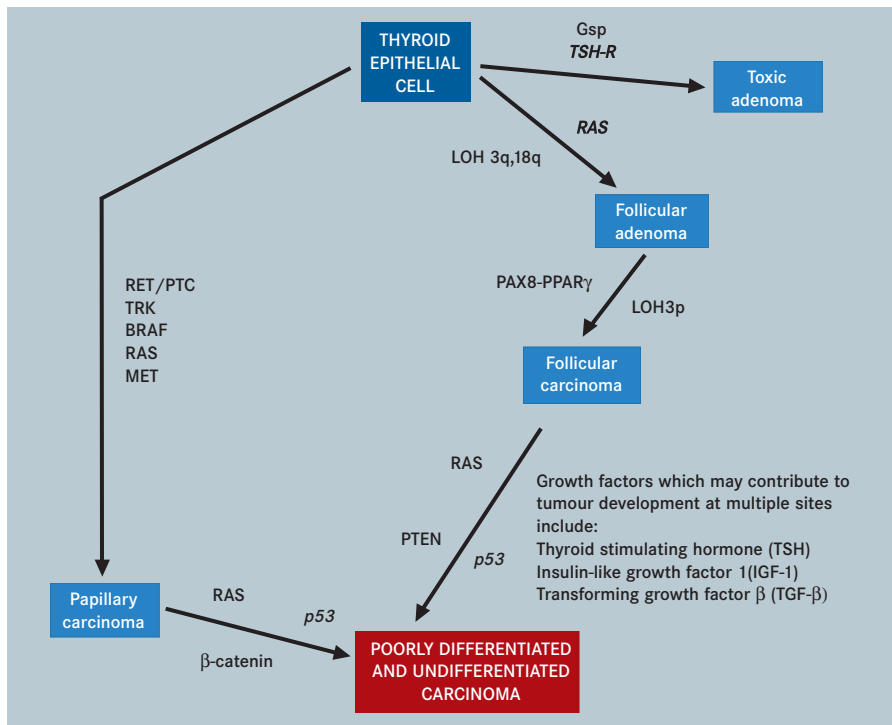 THYROID
EPITHELIAL
CELL
Gsp
TSH-R
Toxic
adenoma
RAS
LOH 3q,18q
Follicular
adenoma
RET/PTC
TRK
BRAF
RAS
MET
PAX8-PPARγ
LOH3p
Follicular
carcinoma
RAS
PTEN
p53
Growth factors which may contribute to
tumour development at multiple sites
include:
Thyroid stimulating hormone (TSH)
Insulin-like growth factor 1(IGF-1)
Transforming growth factor β (TGF-β)
Papillary
carcinoma
RAS
p53
β-catenin
POORLY DIFFERENTIATED
AND UNDIFFERENTIATED
CARCINOMA